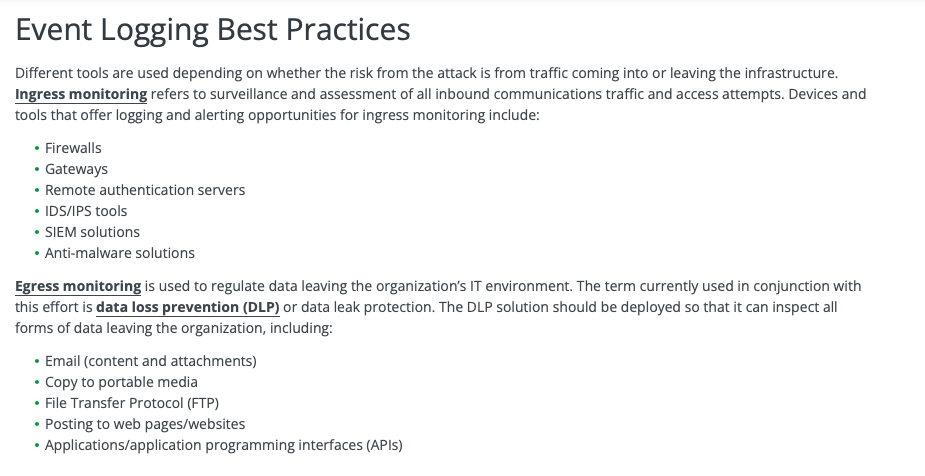 Event Logging Best Practices
Different tools are used depending on whether the risk from the attack is from traffic coming into or leaving the infrastructure.
Ingress monitoring refers to surveillance and assessment of all inbound communications traffic and access attempts. Devices and
tools that offer logging and alerting opportunities for ingress monitoring include:
• Firewalls
• Gateways
• Remote authentication servers
• IDS/IPS tools
• SIEM solutions
• Anti-malware solutions
Egress monitoring is used to regulate data leaving the organization’s IT environment. The term currently used in conjunction with
this effort is data loss prevention (DLP) or data leak protection. The DLP solution should be deployed so that it can inspect all
forms of data leaving the organization, including:
• Email (content and attachments)
• Copy to portable media
• File Transfer Protocol (FTP)
• Posting to web pages/websites
• Applications/application programming interfaces (APIs)